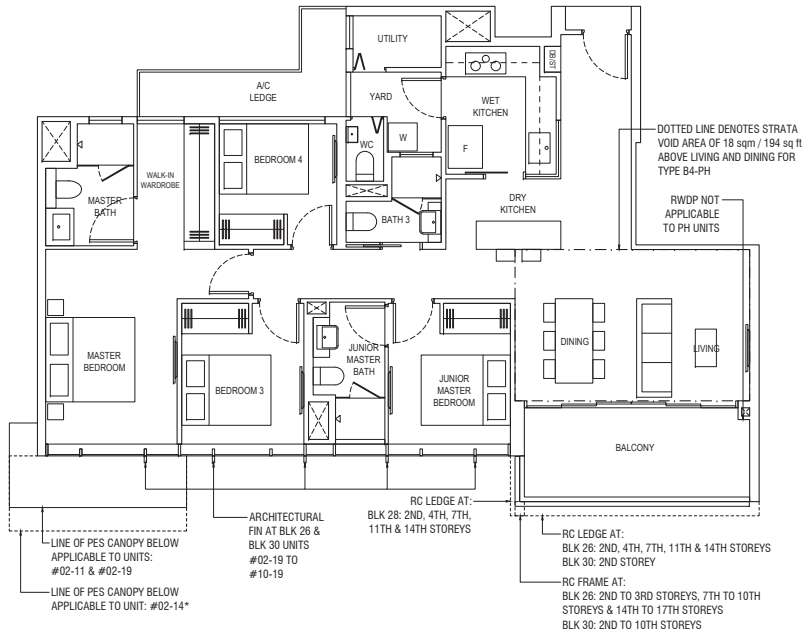 UTILITY
A/C
LEDGE
YARD
DB/ST
WET
KITCHEN
W
F
WC
DOTTED LINE DENOTES STRATA
VOID AREA OF 18 sqm / 194 sq ft
ABOVE LIVING AND DINING FOR
TYPE B4-PH
BEDROOM 4
WALK-IN
WARDROBE
MASTER
BATH
BATH 3
DRY
KITCHEN
RWDP NOT
APPLICABLE
TO PH UNITS
MASTER
BEDROOM
BEDROOM 3
JUNIOR
MASTER
BATH
JUNIOR
MASTER
BEDROOM
DINING
LIVING
BALCONY
RC LEDGE AT:
BLK 28: 2ND, 4TH, 7TH,
11TH & 14TH STOREYS
ARCHITECTURAL
FIN AT BLK 26 &
BLK 30 UNITS
#02-19 TO
#10-19
LINE OF PES CANOPY BELOW
APPLICABLE TO UNITS:
#02-11 & #02-19
LINE OF PES CANOPY BELOW
APPLICABLE TO UNIT: #02-14*
RC LEDGE AT:
BLK 26: 2ND, 4TH, 7TH, 11TH & 14TH STOREYS
BLK 30: 2ND STOREY
RC FRAME AT:
BLK 26: 2ND TO 3RD STOREYS, 7TH TO 10TH
STOREYS & 14TH TO 17TH STOREYS
BLK 30: 2ND TO 10TH STOREYS